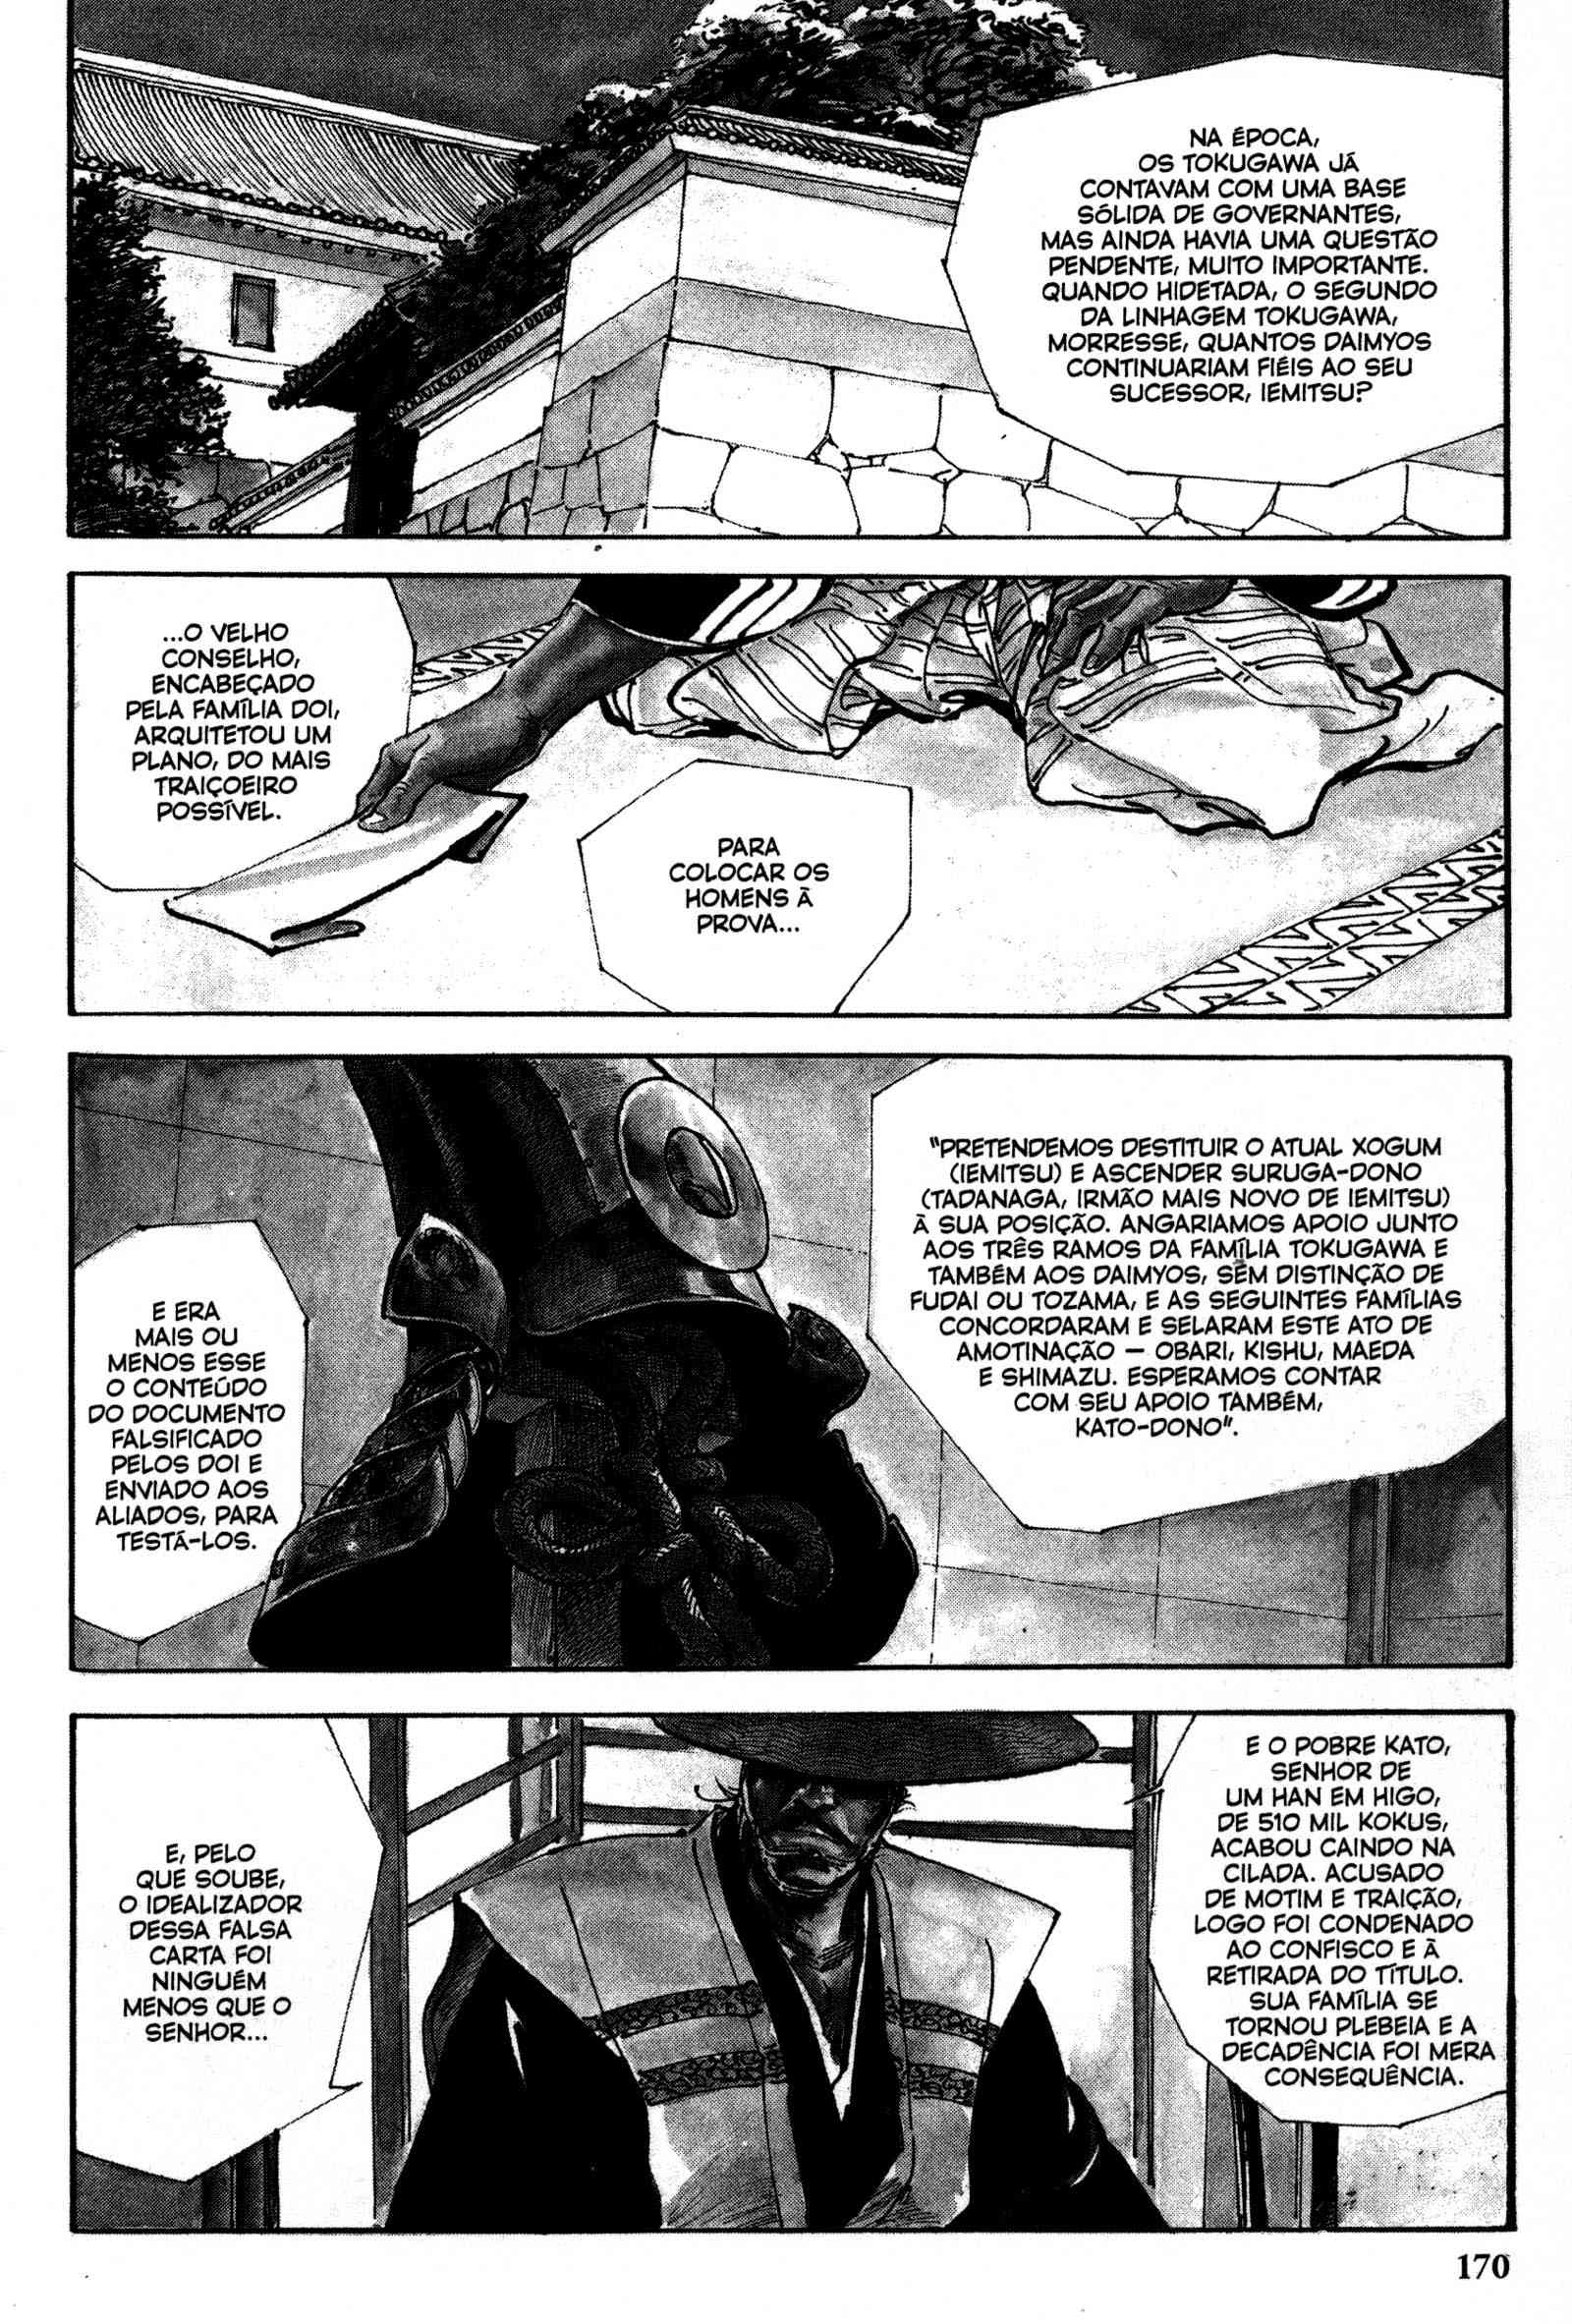 NA ÉPOCA,
OS TOKUGAWA JÁ
CONTAVAM COM UMA BASE
SÓLIDA DE GOVERNANTES,
MAS AINDA HAVIA UMA QUESTÃO
PENDENTE, MUITO IMPORTANTE.
QUANDO HIDETADA, O SEGUNDO
DA LINHAGEM TOKUGAWA,
MORRESSE, QUANTOS DAIMYOS
CONTINUARIAM FIÉIS AO SEU
SUCESSOR, IEMITSU?
PARA
COLOCAR OS
HOMENS À
PROVA...
...O VELHO
CONSELHO,
ENCABEÇADO
PELA FAMÍLIA DOI,
ARQUITETOU UM
PLANO, DO MAIS
TRAIÇOEIRO
POSSÍVEL.
"PRETENDEMOS DESTITUIR O ATUAL XOGUM
(IEMITSU) E ASCENDER SURUGA-DONO
(TADANAGA, IRMÃO MAIS NOVO DE IEMITSU)
À SUA POSIÇÃO. ANGARIAMOS APOIO JUNTO
AOS TRÊS RAMOS DA FAMÍLIA TOKUGAWA E
TAMBÉM AOS DAIMYOS, SEM DISTINÇÃO DE
FUDAI OU TOZAMA, E AS SEGUINTES FAMÍLIAS
CONCORDARAM E SELARAM ESTE ATO DE
AMOTINAÇÃO — OBARI, KISHU, MAEDA
E SHIMAZU. ESPERAMOS CONTAR
COM SEU APOIO TAMBÉM,
KATO-DONO".
E ERA
MAIS OU
MENOS ESSE
O CONTEÚDO
DO DOCUMENTO
FALSIFICADO
PELOS DOI E
ENVIADO AOS
ALIADOS, PARA
TESTÁ-LOS.
E O POBRE KATO,
SENHOR DE
UM HAN EM HIGO,
DE 510 MIL KOKUS,
ACABOU CAINDO NA
CILADA. ACUSADO
DE MOTIM E TRAIÇÃO,
LOGO FOI CONDENADO
AO CONFISCO E À
RETIRADA DO TÍTULO.
SUA FAMÍLIA SE
TORNOU PLEBEIA E A
DECADÊNCIA FOI MERA
CONSEQUÊNCIA.
E, PELO
QUE SOUBE,
O IDEALIZADOR
DESSA FALSA
CARTA FOI
NINGUÉM
MENOS QUE O
SENHOR...
170